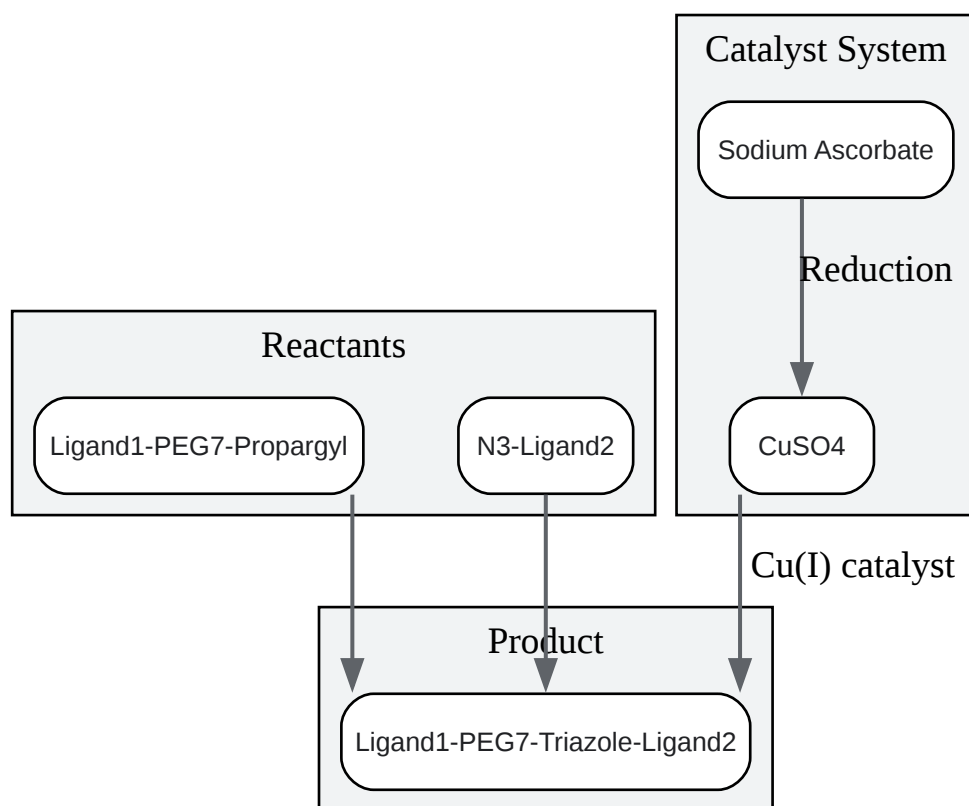 Catalyst System
Sodium Ascorbate
Reduction
Reactants
Ligand1-PEG7-Propargyl
N3-Ligand2
CuSO4
Cu(I) catalyst
Product
Ligand1-PEG7-Triazole-Ligand2